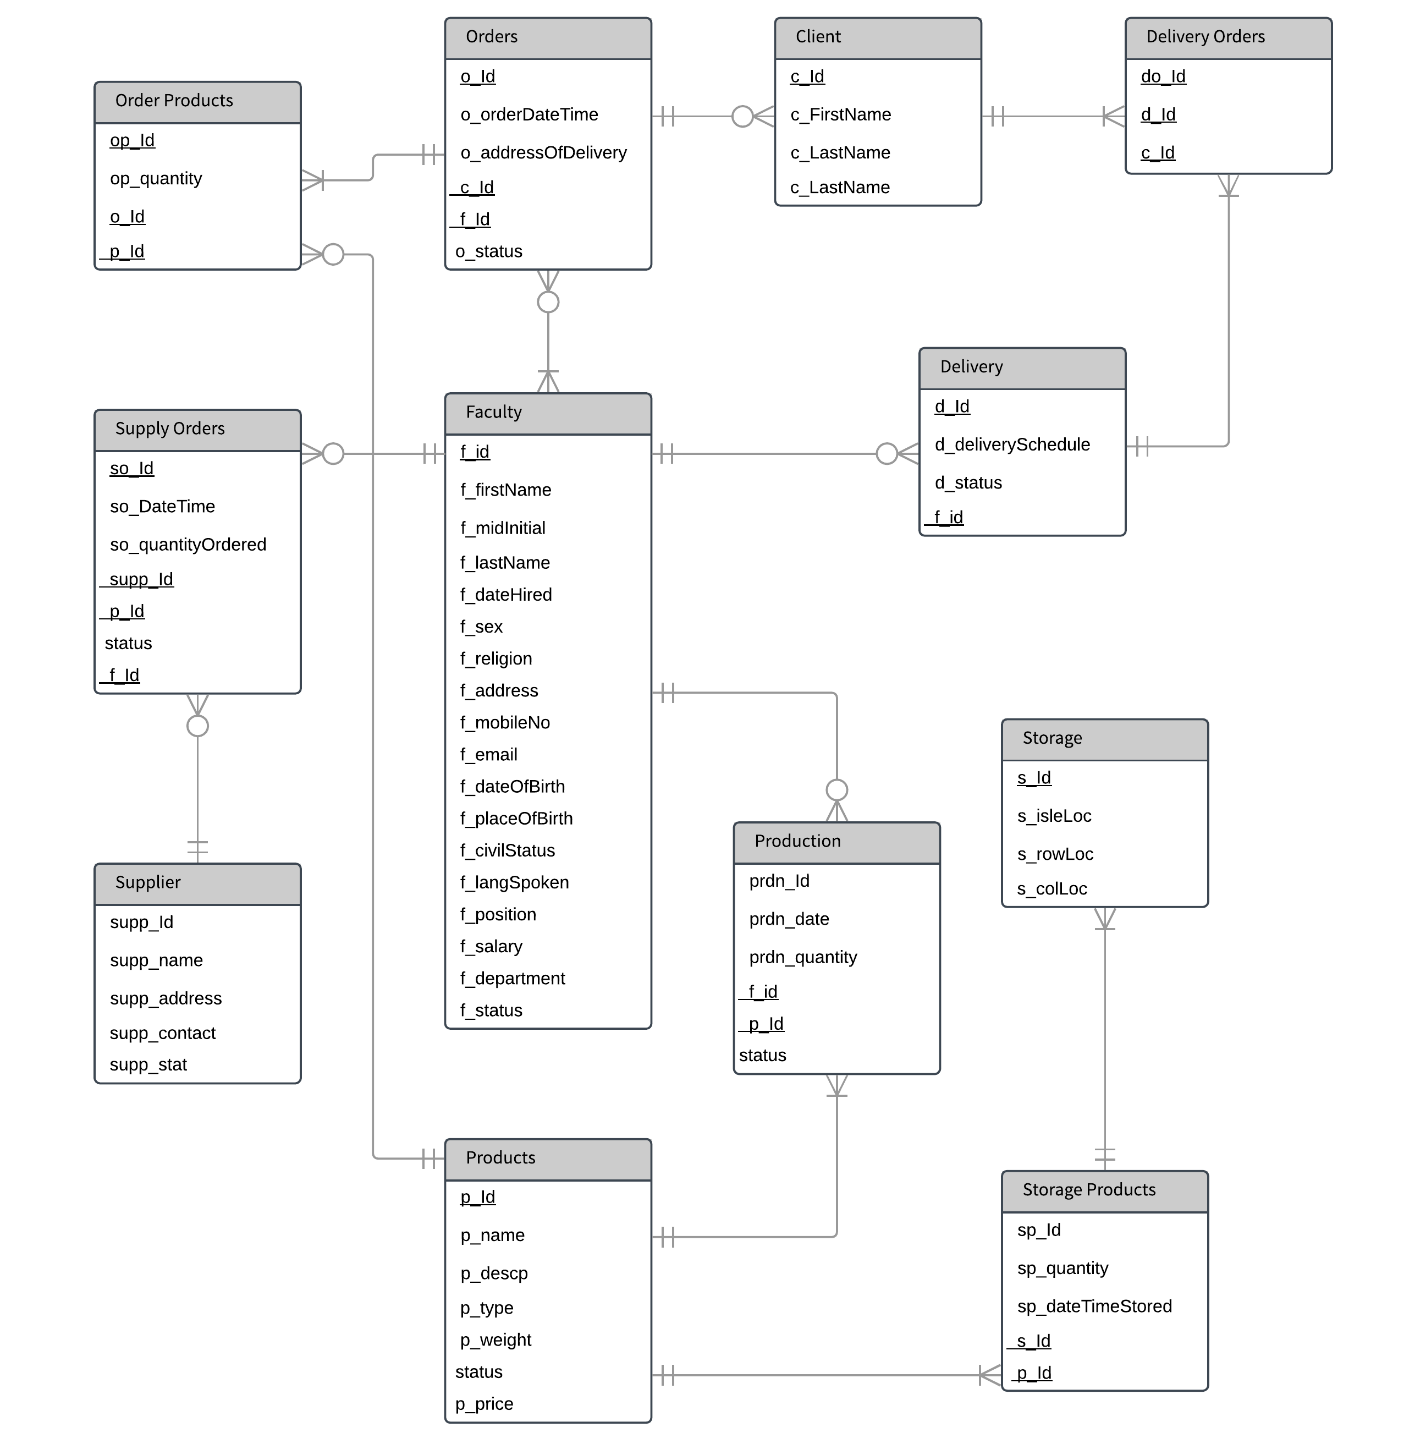 Orders
o_Id
o_orderDateTime
o_addressOfDelivery
c_Id
f_Id
o_status
Client
c_Id
c_FirstName
c_LastName
c_LastName
Delivery Orders
do_Id
d_Id
c_Id
Order Products
op_Id
op_quantity
o_Id
p_Id
Delivery
d_Id
d_deliverySchedule
d_status
f_id
Supply Orders
so_Id
so_DateTime
so_quantityOrdered
supp_Id
p_Id
status
f_Id
Faculty
f_id
f_firstName
f_midInitial
f_lastName
f_dateHired
f_sex
f_religion
f_address
f_mobileNo
f_email
f_dateOfBirth
f_placeOfBirth
f_civilStatus
f_langSpoken
f_position
f_salary
f_department
f_status
Storage
s_Id
s_isleLoc
s_rowLoc
s_colLoc
Production
prdn_Id
prdn_date
prdn_quantity
f_id
p_Id
status
Supplier
supp_Id
supp_name
supp_address
supp_contact
supp_stat
Products
p_Id
p_name
p_descp
p_type
p_weight
status
p_price
Storage Products
sp_Id
sp_quantity
sp_dateTimeStored
s_Id
p_Id